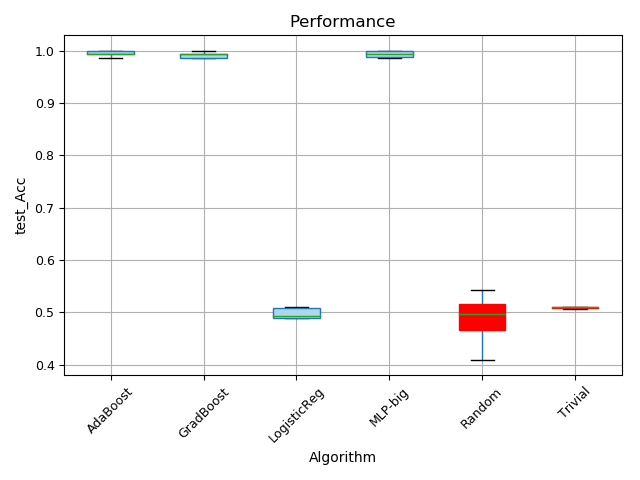 Performance
test_Acc
1.0
0.9
0.8
0.7
0.6
0.5
0.4
AdaBoost
GradBoost
LogisticReg
MLP-big
Random
Trivial
Algorithm